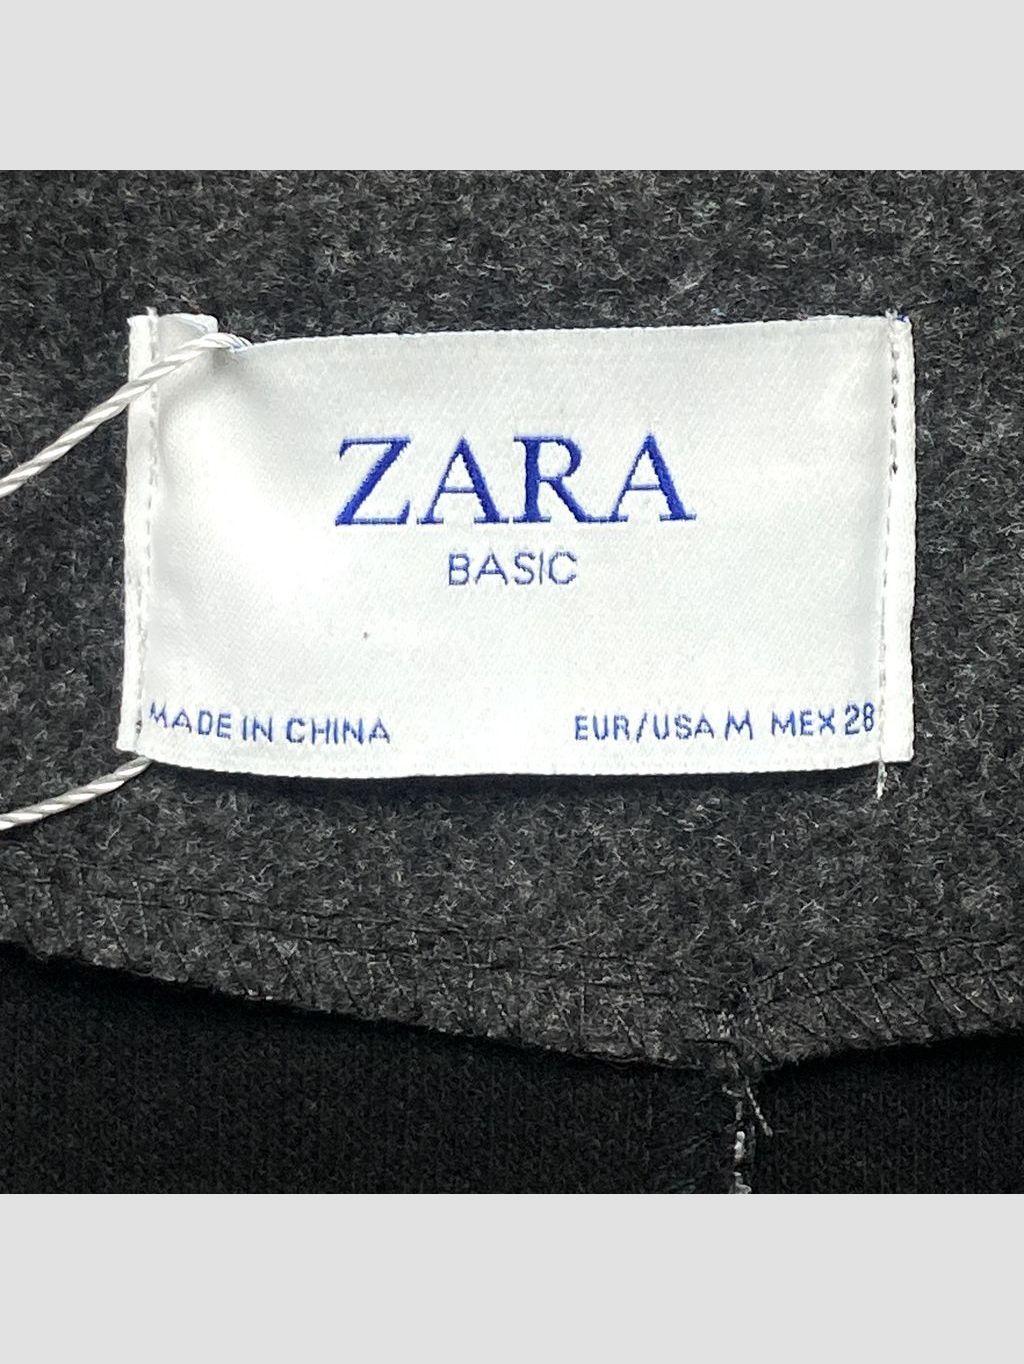 ZARA
BASIC
MADE IN CHINA
EUR/USA M MEX 28